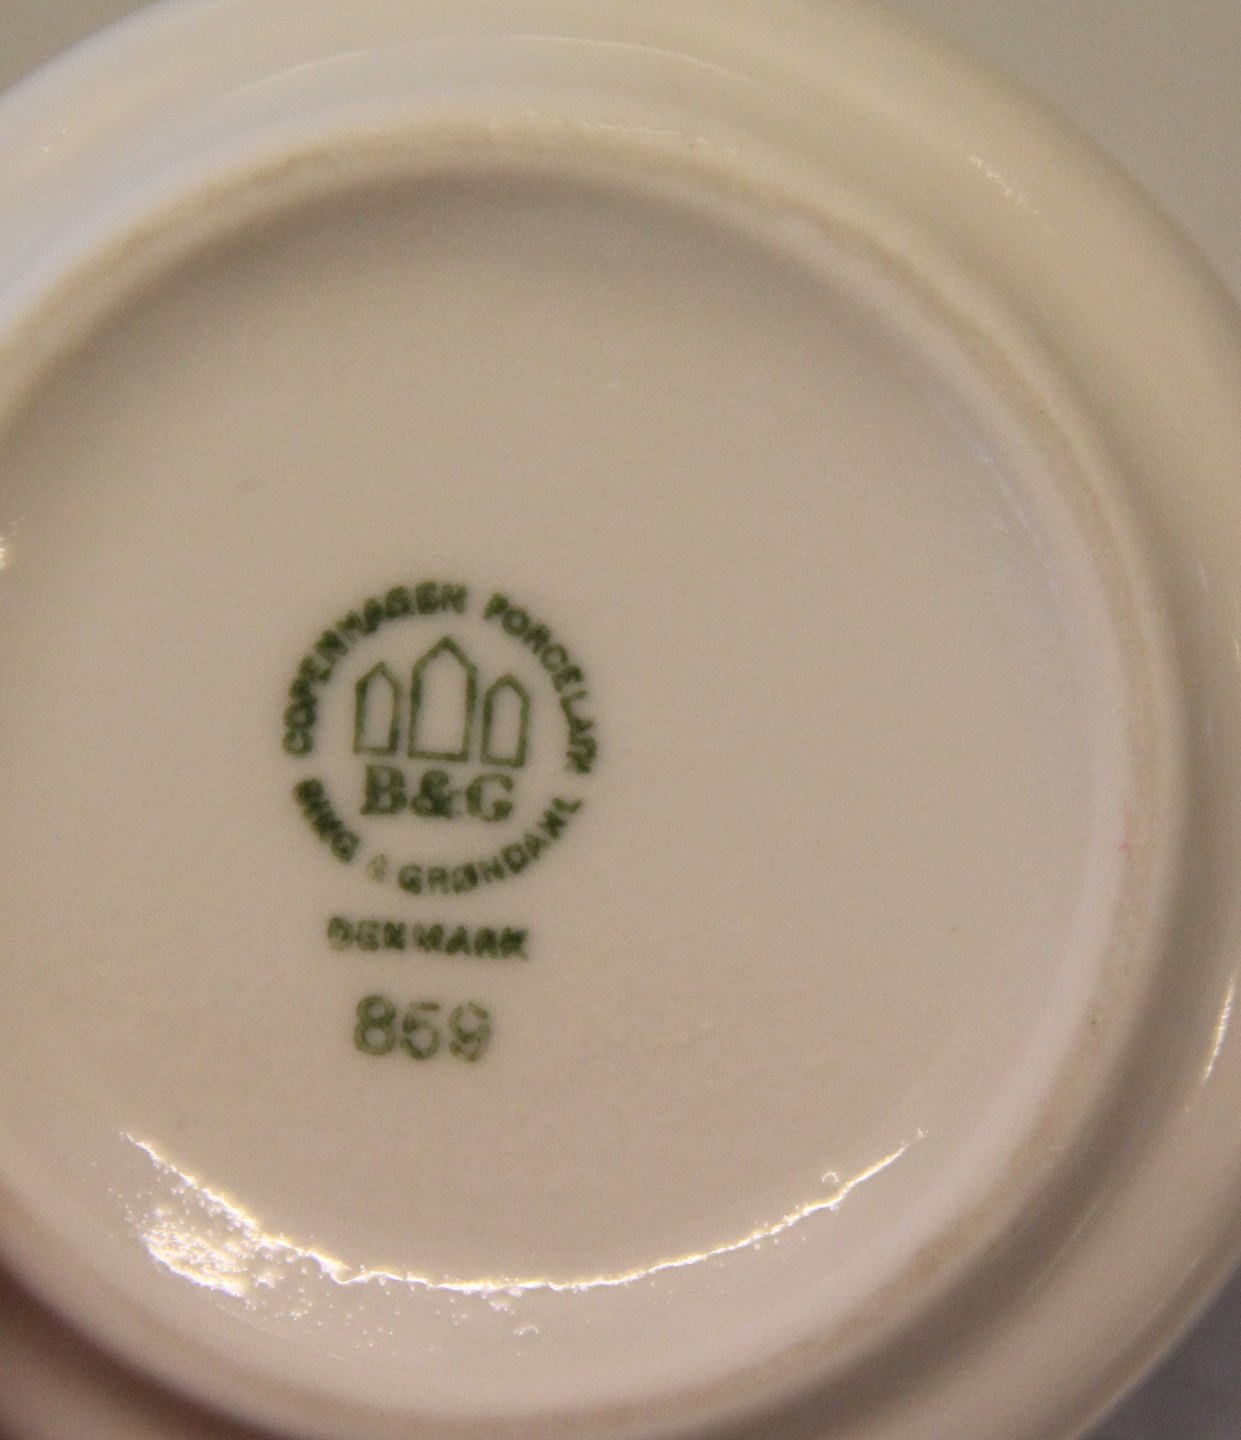 COPENHAGEN PORCELAIN
B&G
BING & GRØNDAHL
DENMARK
859